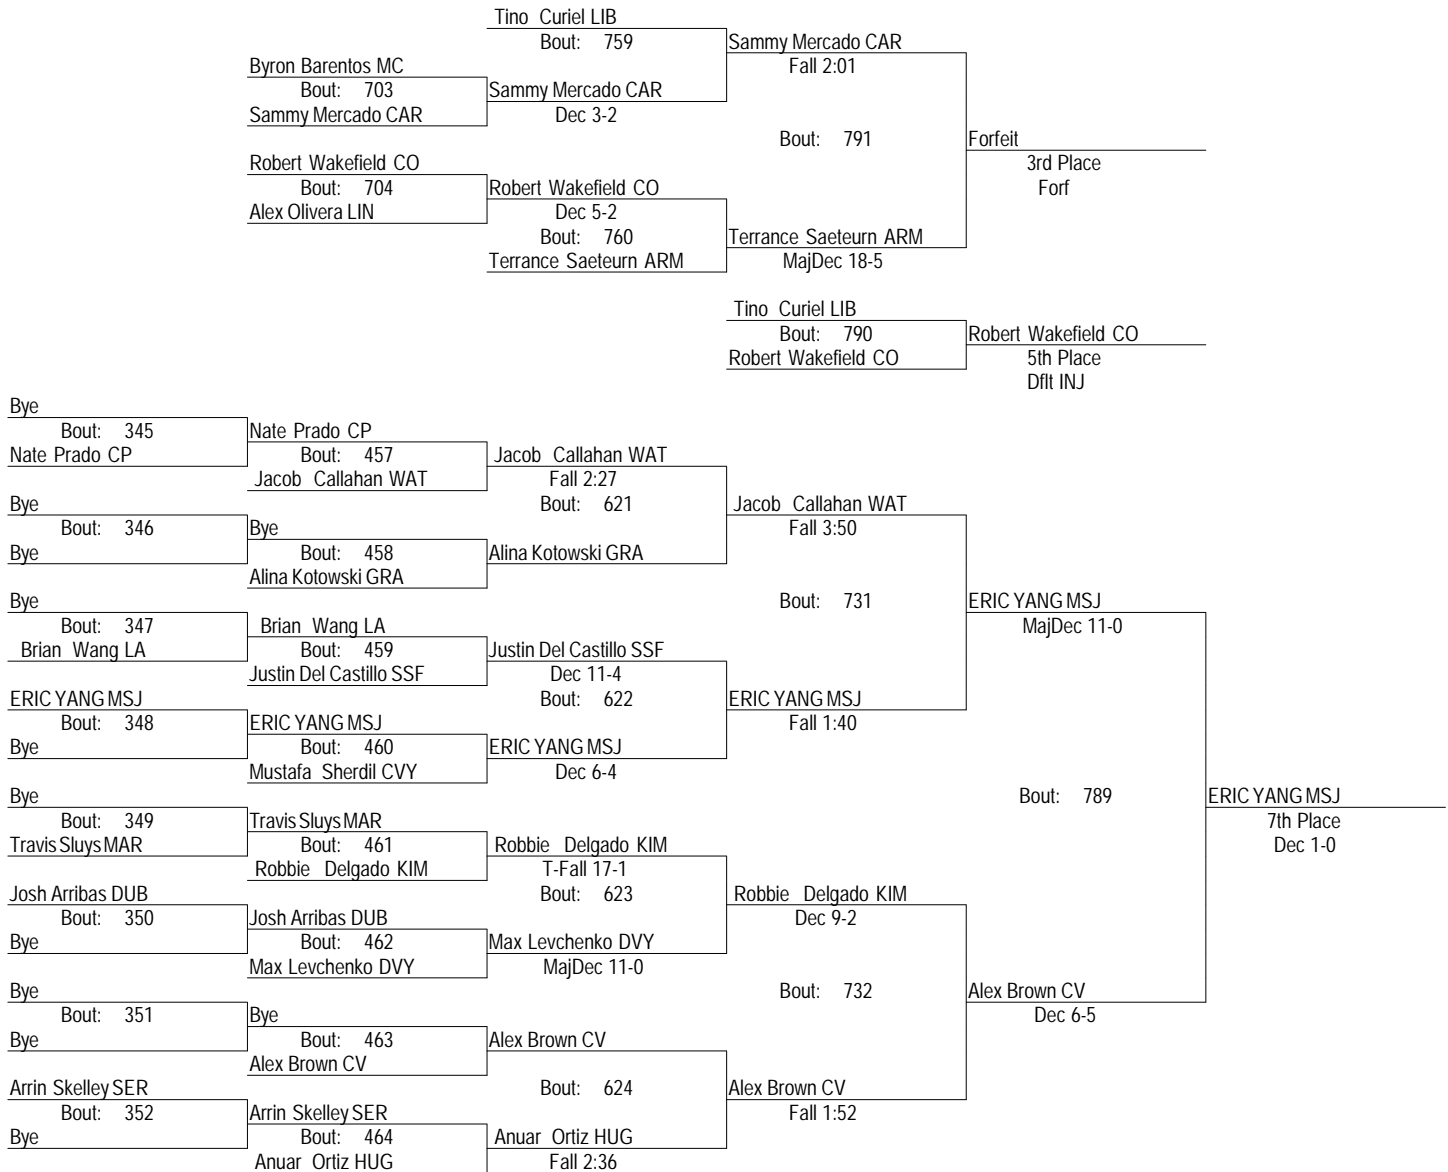 Tino Curiel LIB
Bout: 759
Sammy Mercado CAR
Fall 2:01
Byron Barentos MC
Bout: 703
Sammy Mercado CAR
Sammy Mercado CAR
Dec 3-2
Bout: 791
Forfeit
3rd Place
Forf
Robert Wakefield CO
Bout: 704
Robert Wakefield CO
Alex Olivera LIN
Dec 5-2
Bout: 760
Terrance Saeteurn ARM
Terrance Saeteurn ARM
MajDec 18-5
Tino Curiel LIB
Bout: 790
Robert Wakefield CO
Robert Wakefield CO
5th Place
Dflt INJ
Bye
Bout: 345
Nate Prado CP
Nate Prado CP
Bout: 457
Jacob Callahan WAT
Jacob Callahan WAT
Fall 2:27
Bye
Bout: 621
Jacob Callahan WAT
Bout: 346
Bye
Fall 3:50
Bye
Bout: 458
Alina Kotowski GRA
Alina Kotowski GRA
Bye
Bout: 731
ERIC YANG MSJ
Bout: 347
Brian Wang LA
MajDec 11-0
Brian Wang LA
Bout: 459
Justin Del Castillo SSF
Justin Del Castillo SSF
Dec 11-4
ERIC YANG MSJ
Bout: 622
ERIC YANG MSJ
Bout: 348
ERIC YANG MSJ
Fall 1:40
Bye
Bout: 460
ERIC YANG MSJ
Mustafa Sherdil CVY
Dec 6-4
Bye
Bout: 789
ERIC YANG MSJ
Bout: 349
Travis Sluys MAR
7th Place
Travis Sluys MAR
Bout: 461
Robbie Delgado KIM
Dec 1-0
Robbie Delgado KIM
T-Fall 17-1
Josh Arribas DUB
Bout: 623
Robbie Delgado KIM
Bout: 350
Josh Arribas DUB
Dec 9-2
Bye
Bout: 462
Max Levchenko DVY
Max Levchenko DVY
MajDec 11-0
Bye
Bout: 732
Alex Brown CV
Bout: 351
Bye
Dec 6-5
Bye
Bout: 463
Alex Brown CV
Alex Brown CV
Arrin Skelley SER
Bout: 624
Alex Brown CV
Bout: 352
Arrin Skelley SER
Fall 1:52
Bye
Bout: 464
Anuar Ortiz HUG
Anuar Ortiz HUG
Fall 2:36